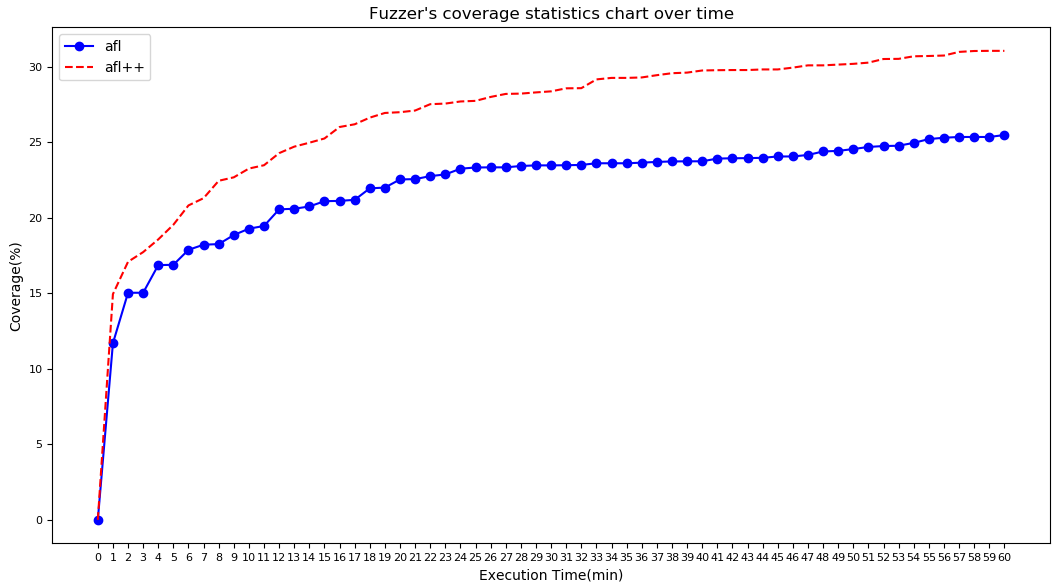 Fuzzer's coverage statistics chart over time
afl
afl++
Coverage(%)
30
25
20
15
10
5
0
0 1 2 3 4 5 6 7 8 9 10 11 12 13 14 15 16 17 18 19 20 21 22 23 24 25 26 27 28 29 30 31 32 33 34 35 36 37 38 39 40 41 42 43 44 45 46 47 48 49 50 51 52 53 54 55 56 57 58 59 60
Execution Time(min)